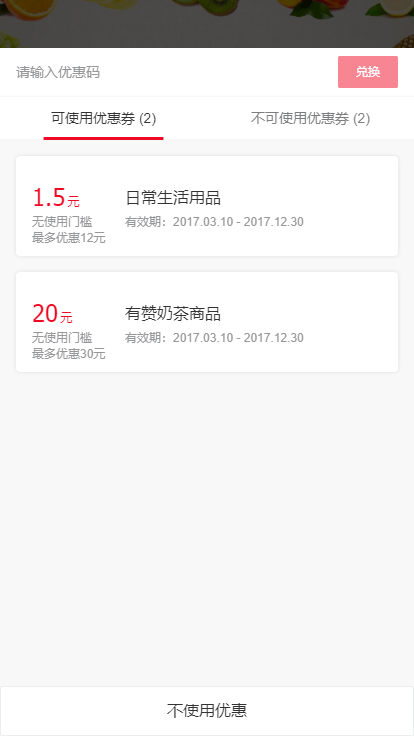 请输入优惠码
兑换
可使用优惠券 (2)
不可使用优惠券 (2)
1.5元
日常生活用品
无使用门槛
有效期：2017.03.10 - 2017.12.30
最多优惠12元
20元
有赞奶茶商品
无使用门槛
有效期：2017.03.10 - 2017.12.30
最多优惠30元
不使用优惠